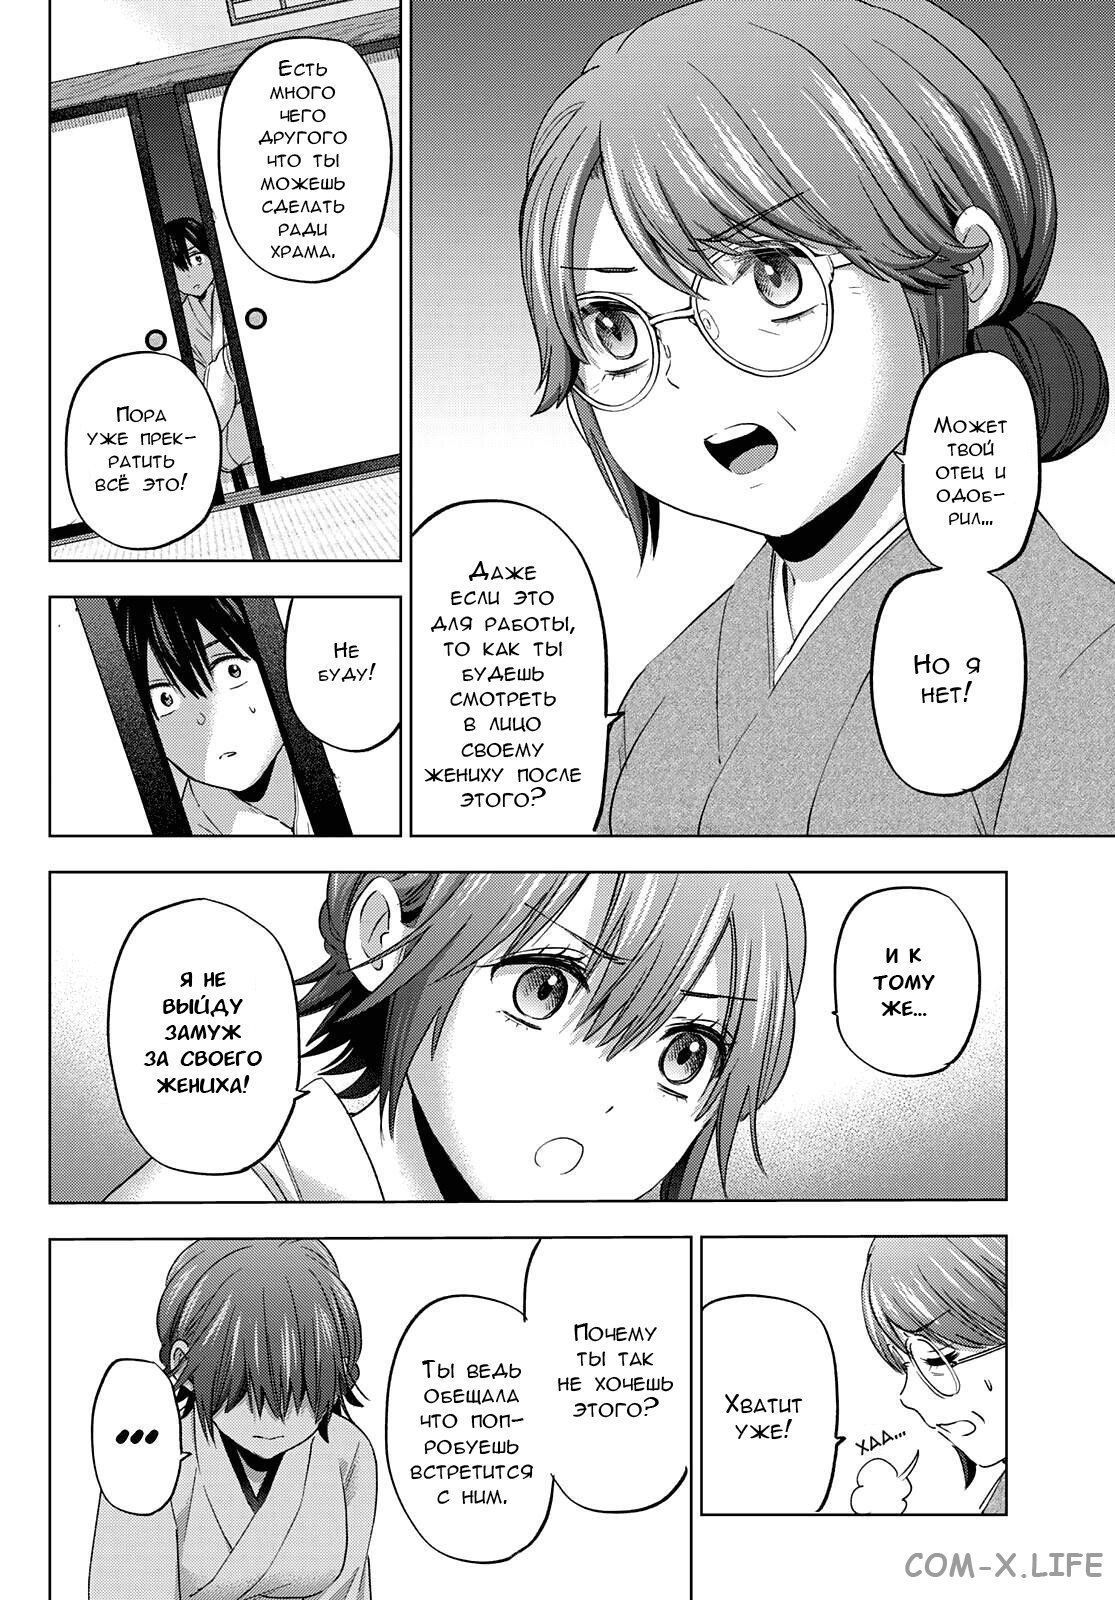 Может
твой
отец и
одоб-
рил...
Но я
нет!
Даже
если это
для работы,
то как ты
будешь
смотреть
в лицо
своему
жениху после
этого?
Есть
много
чего
другого
что ты
можешь
сделать
ради
храма.
Пора
уже прек-
ратить
всё это!
Не
буду!
И к
тому
же...
Я не
выйду
замуж
за своего
жениха!
Хаа...
Хватит
уже!
Почему
ты так
не хочешь
этого?
Ты ведь
обещала
что поп-
робуешь
встретится
с ним.
...
COM-X.LIFE